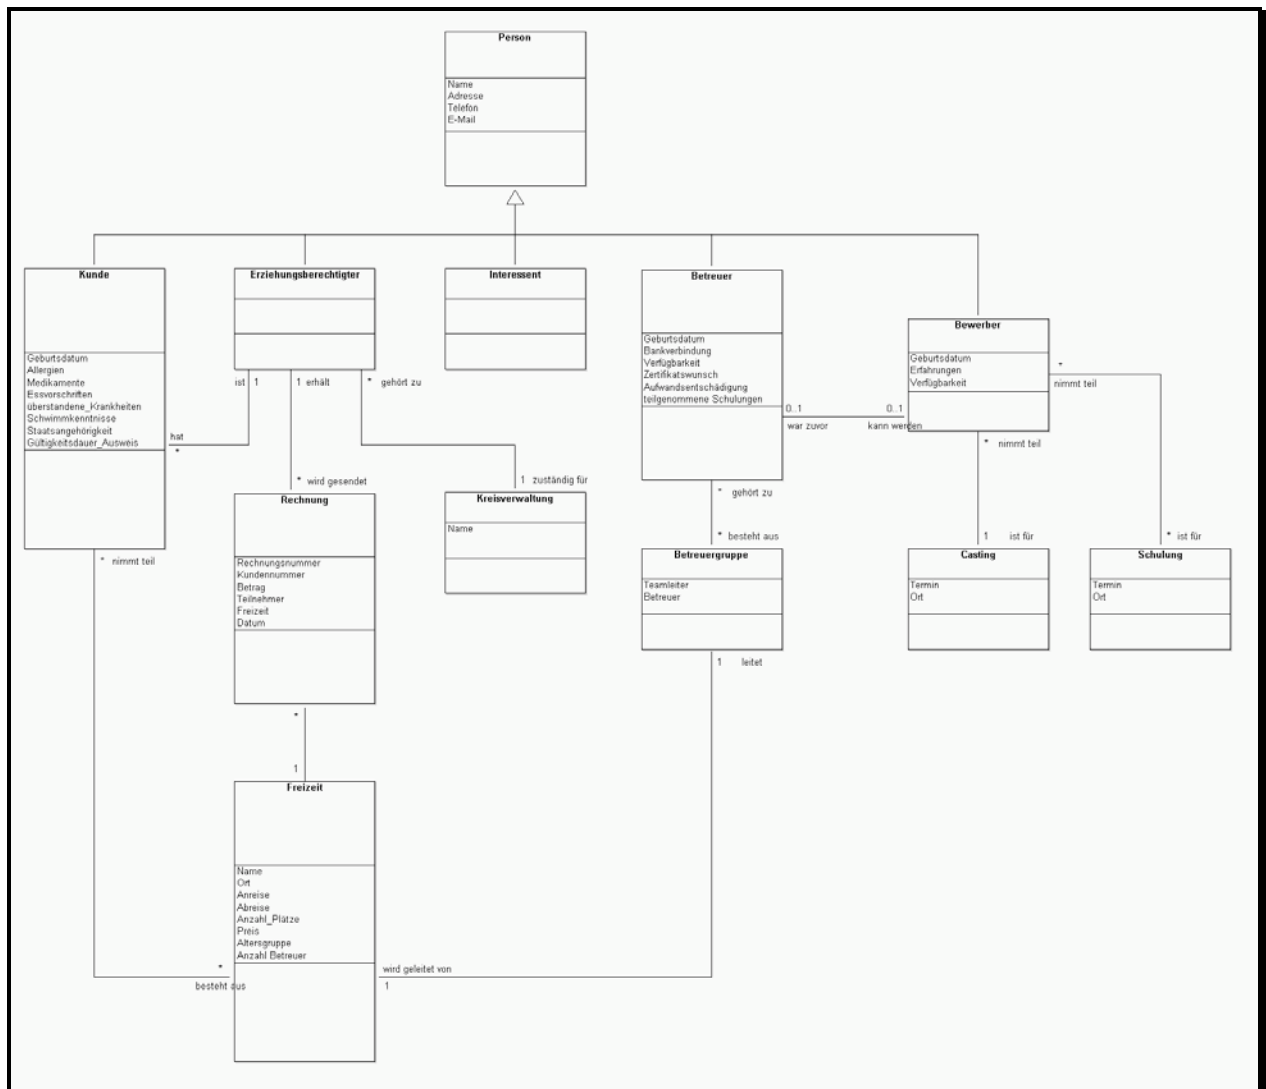 Person
Name
Adresse
Telefon
E-Mail
Kunde
Geburtsdatum
Allergien
Medikamente
Essvorschriften
überstandene_Krankheiten
Schwimmkenntnisse
Staatsangehörigkeit
Gültigkeitsdauer_Ausweis
Erziehungsberechtigter
Interessent
Betreuer
Geburtsdatum
Bankverbindung
Verfügbarkeit
Zertifikatswunsch
Aufwandsentschädigung
teilgenommene Schulungen
Bewerber
Geburtsdatum
Erfahrungen
Verfügbarkeit
ist 1
1 erhält
* gehört zu
*
nimmt teil
0..1
war zuvor
0..1
kann werden
hat
*
* nimmt teil
* wird gesendet
1 zuständig für
* gehört zu
* besteht aus
1 ist für
* ist für
Rechnung
Rechnungsnummer
Kundennummer
Betrag
Teilnehmer
Freizeit
Datum
Kreisverwaltung
Name
Betreuergruppe
Teamleiter
Betreuer
Casting
Termin
Ort
Schulung
Termin
Ort
* nimmt teil
1 leitet
*
1
Freizeit
Name
Ort
Anreise
Abreise
Anzahl_Plätze
Preis
Altersgruppe
Anzahl Betreuer
*
besteht aus
wird geleitet von
1